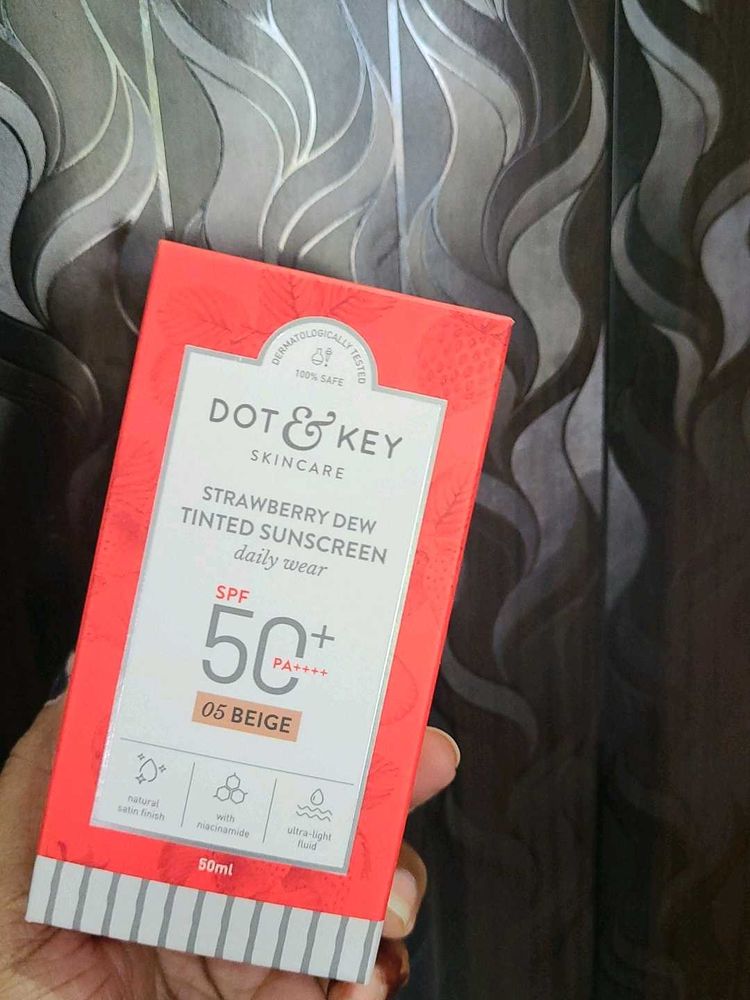 DERMATOLOGICALLY TESTED
100% SAFE
DOT & KEY
SKINCARE
STRAWBERRY DEW
TINTED SUNSCREEN
daily wear
SPF
50+
PA++++
05 BEIGE
natural
satin finish
with
niacinamide
ultra-light
fluid
50ml